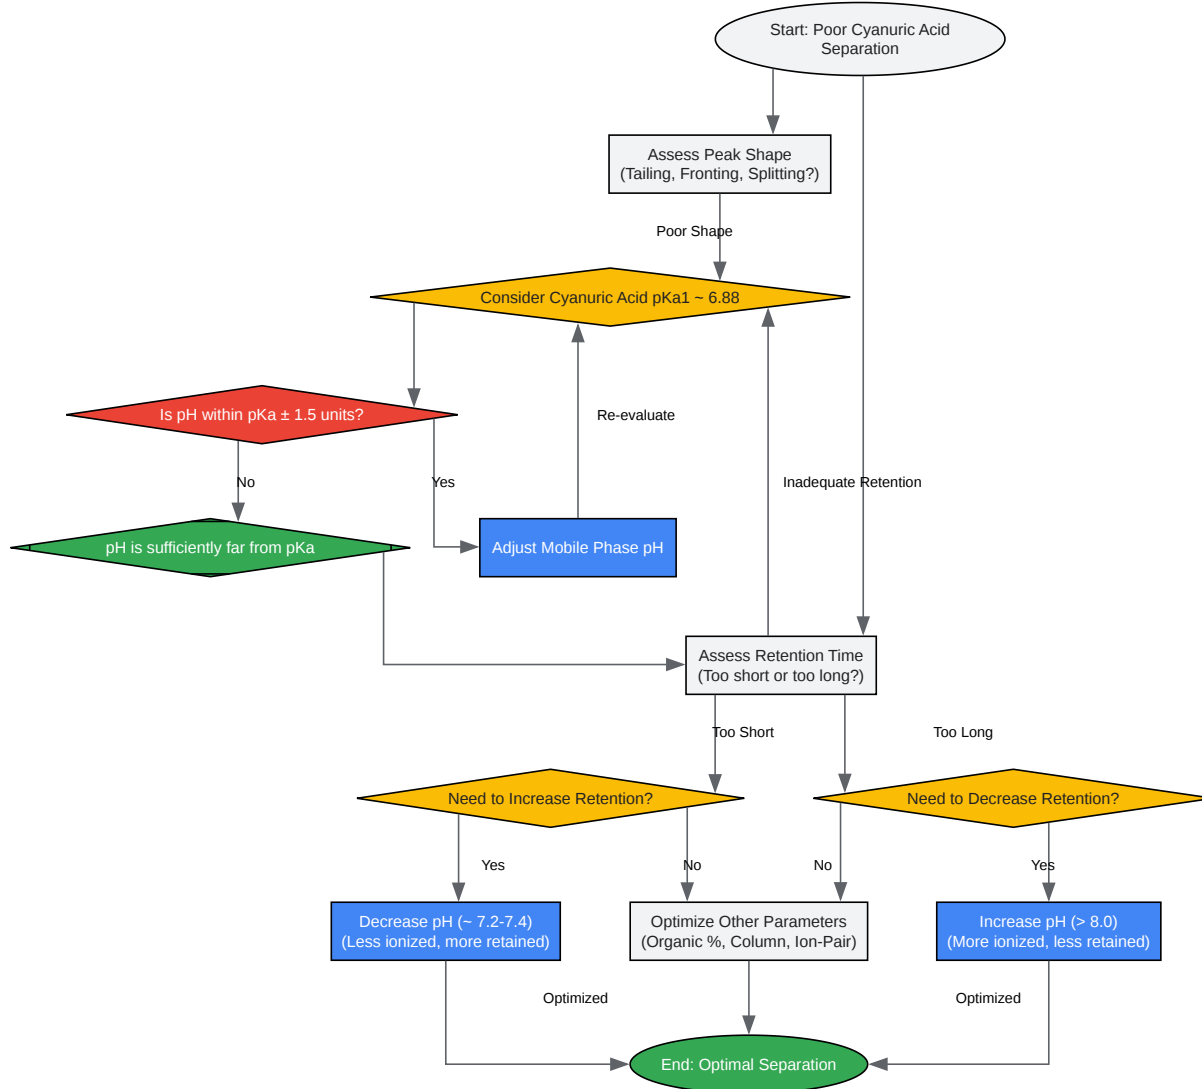 Start: Poor Cyanuric Acid
Separation
Assess Peak Shape
(Tailing, Fronting, Splitting?)
Poor Shape
Consider Cyanuric Acid pKa1 ~ 6.88
Is pH within pKa ± 1.5 units?
Re-evaluate
No
Yes
Inadequate Retention
pH is sufficiently far from pKa
Adjust Mobile Phase pH
Assess Retention Time
(Too short or too long?)
Too Short
Too Long
Need to Increase Retention?
Need to Decrease Retention?
Yes
No
No
Yes
Decrease pH (~ 7.2-7.4)
(Less ionized, more retained)
Optimize Other Parameters
(Organic %, Column, Ion-Pair)
Increase pH (> 8.0)
(More ionized, less retained)
Optimized
Optimized
End: Optimal Separation